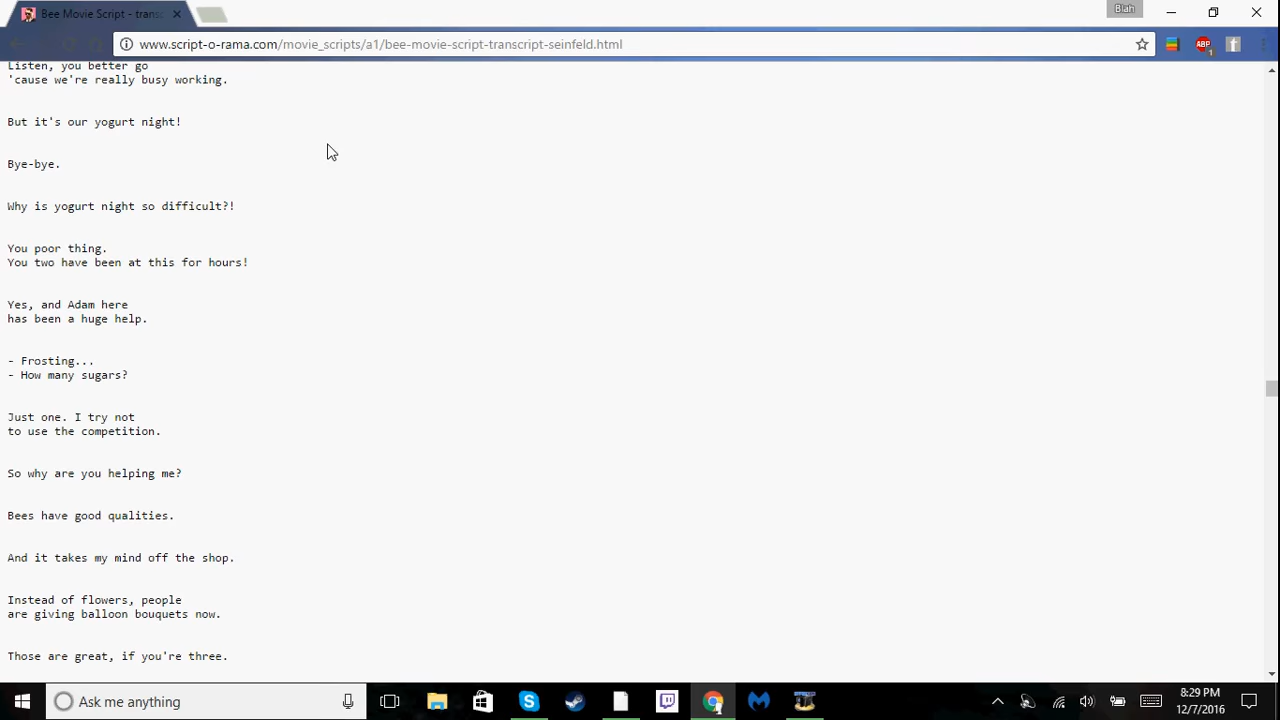 Bee Movie Script - transc
Blah
www.script-o-rama.com/movie_scripts/a1/bee-movie-script-transcript-seinfeld.html
ABP
1
Listen, you better go
'cause we're really busy working.
But it's our yogurt night!
Bye-bye.
Why is yogurt night so difficult?!
You poor thing.
You two have been at this for hours!
Yes, and Adam here
has been a huge help.
- Frosting...
- How many sugars?
Just one. I try not
to use the competition.
So why are you helping me?
Bees have good qualities.
And it takes my mind off the shop.
Instead of flowers, people
are giving balloon bouquets now.
Those are great, if you're three.
Ask me anything
8:29 PM
12/7/2016